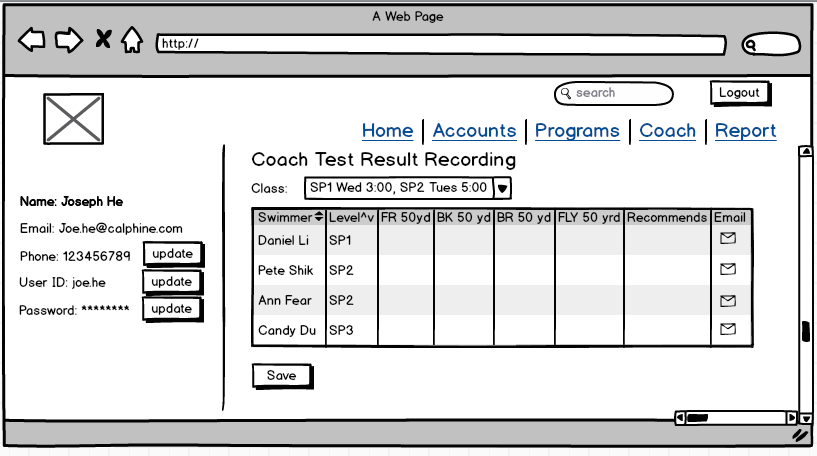 A Web Page
http://
search
Logout
Home Accounts Programs Coach Report
Coach Test Result Recording
Class: SP1 Wed 3:00, SP2 Tues 5:00
Name: Joseph He
Email: Joe.he@calphine.com
Phone: 123456789 update
User ID: joe.he update
Password: ******** update
Swimmer Level^v FR 50yd BK 50 yd BR 50 yd FLY 50 yrd Recommends Email
Daniel Li SP1
Pete Shik SP2
Ann Fear SP2
Candy Du SP3
Save